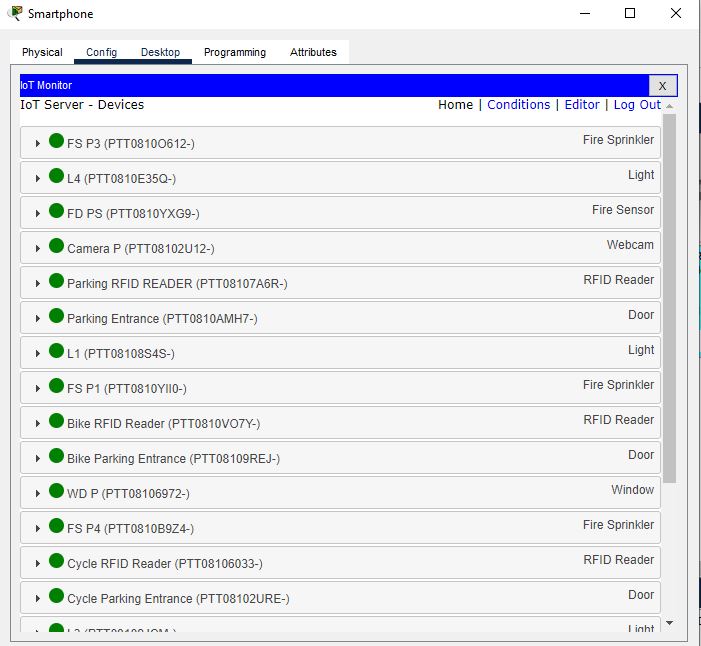 Smartphone
Physical Config Desktop Programming Attributes
IoT Monitor X
IoT Server - Devices Home | Conditions | Editor | Log Out
FS P3 (PTT0810O612-) Fire Sprinkler
L4 (PTT0810E35Q-) Light
FD PS (PTT0810YXG9-) Fire Sensor
Camera P (PTT08102U12-) Webcam
Parking RFID READER (PTT08107A6R-) RFID Reader
Parking Entrance (PTT0810AMH7-) Door
L1 (PTT08108S4S-) Light
FS P1 (PTT0810YII0-) Fire Sprinkler
Bike RFID Reader (PTT0810VO7Y-) RFID Reader
Bike Parking Entrance (PTT08109REJ-) Door
WD P (PTT08106972-) Window
FS P4 (PTT0810B9Z4-) Fire Sprinkler
Cycle RFID Reader (PTT08106033-) RFID Reader
Cycle Parking Entrance (PTT08102URE-) Door
Light